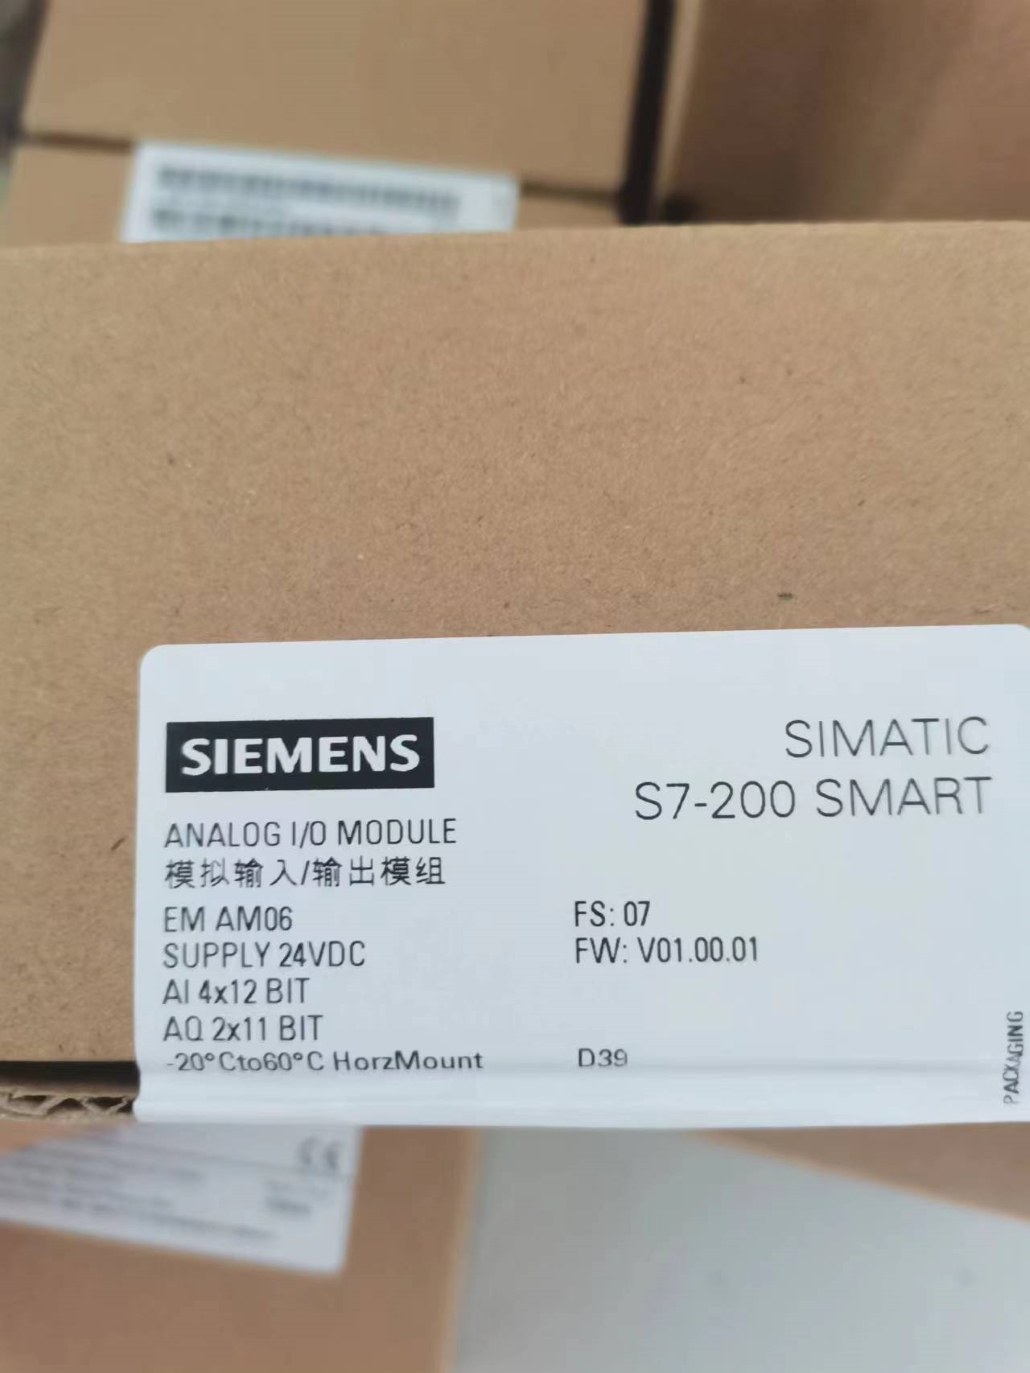 SIEMENS
SIMATIC
S7-200 SMART
ANALOG I/O MODULE
模拟输入/输出模组
EM AM06
FS: 07
SUPPLY 24VDC
FW: V01.00.01
AI 4x12 BIT
AQ 2x11 BIT
-20°Cto60°C HorzMount
D39
PACKAGING
CE